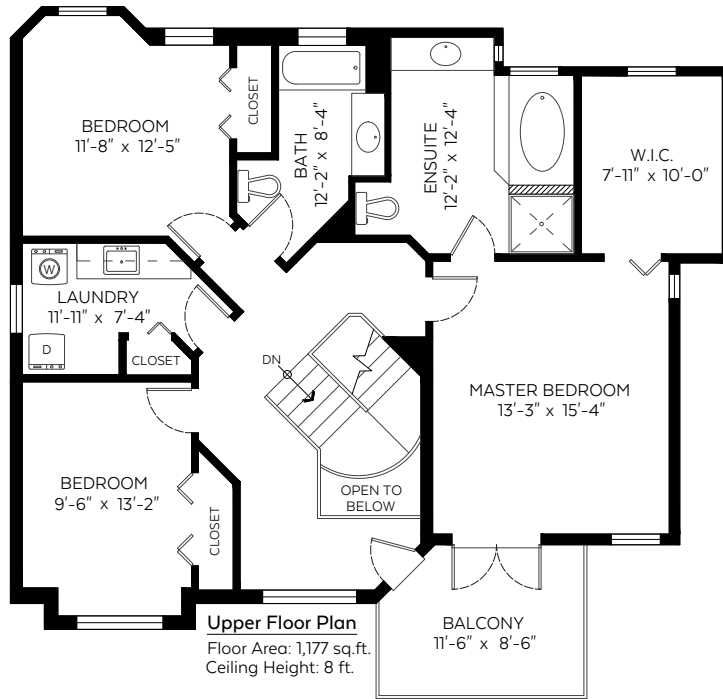 BEDROOM
11'-8" x 12'-5"
CLOSET
BATH
12'-2" x 8'-4"
ENSUITE
12'-2" x 12'-4"
W.I.C.
7'-11" x 10'-0"
W
LAUNDRY
11'-11" x 7'-4"
D
CLOSET
DN
MASTER BEDROOM
13'-3" x 15'-4"
BEDROOM
9'-6" x 13'-2"
CLOSET
OPEN TO
BELOW
BALCONY
11'-6" x 8'-6"
Upper Floor Plan
Floor Area: 1,177 sq.ft.
Ceiling Height: 8 ft.